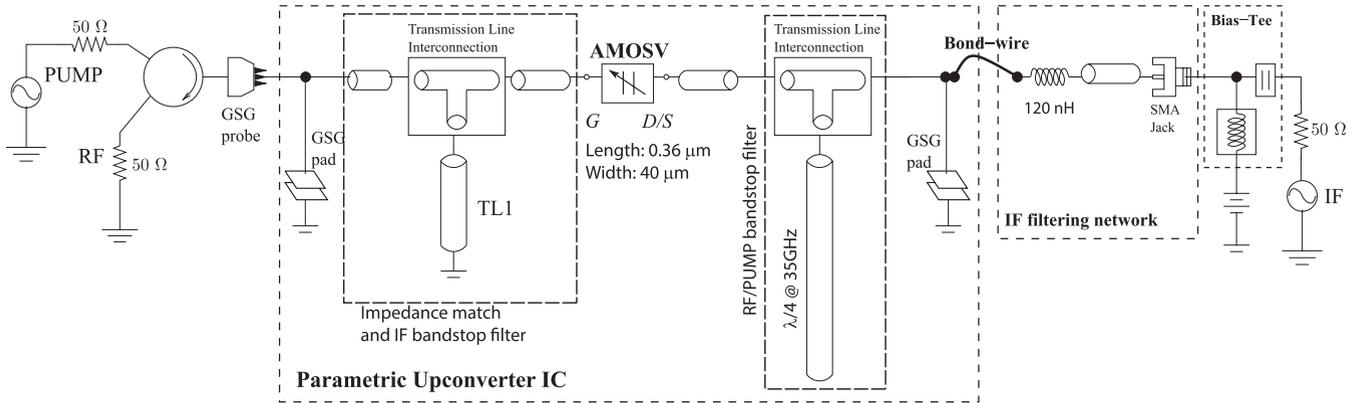 50 Ω
PUMP
RF
50 Ω
GSG
probe
GSG
pad
Transmission Line
Interconnection
TL1
Impedance match
and IF bandstop filter
Parametric Upconverter IC
AMOSV
G D/S
Length: 0.36 μm
Width: 40 μm
RF/PUMP bandstop filter
Transmission Line
Interconnection
λ/4 @ 35GHz
GSG
pad
Bond−wire
120 nH
SMA
Jack
IF filtering network
Bias−Tee
50 Ω
IF